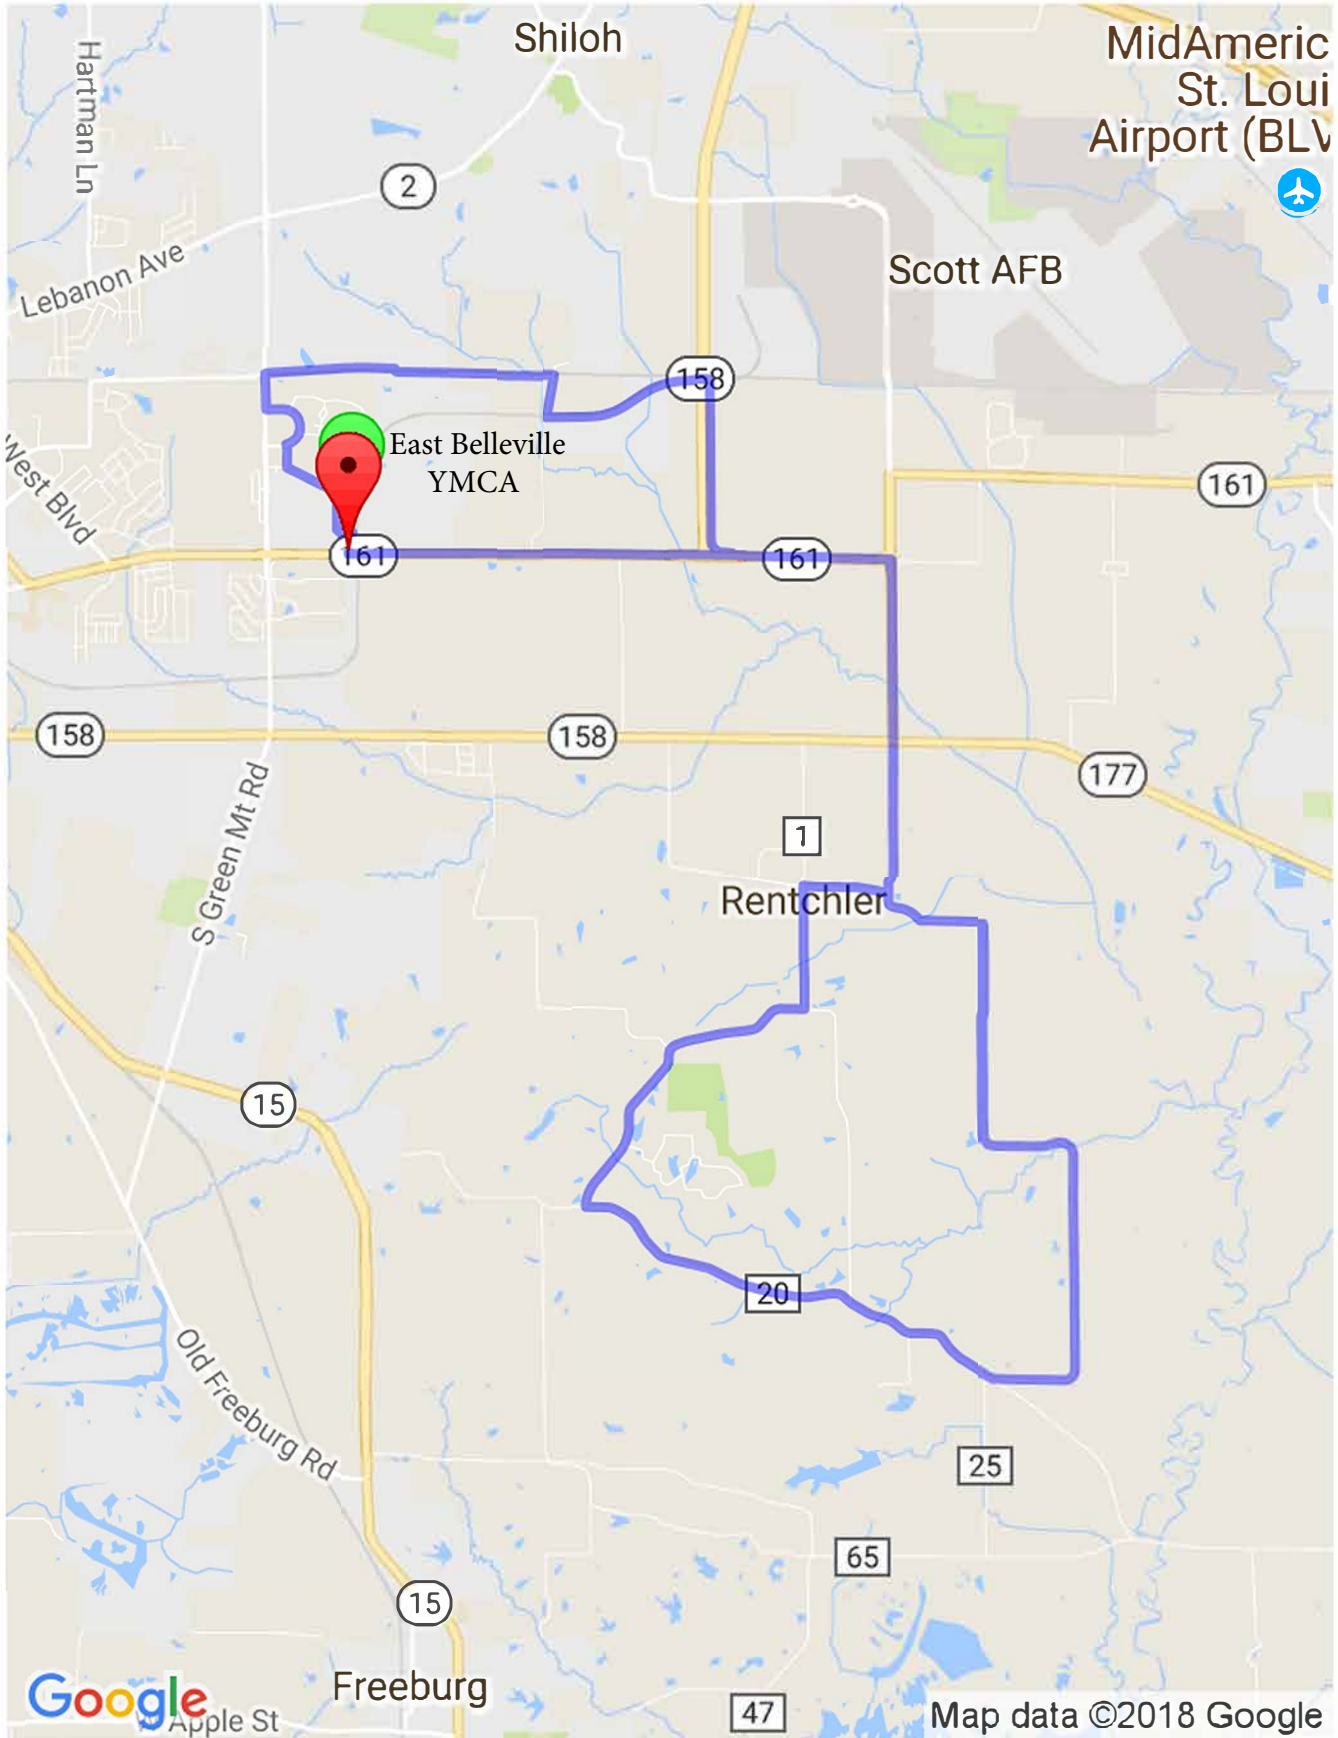 Shiloh
MidAmeric
St. Loui
Airport (BLV
Hartman Ln
2
Lebanon Ave
Scott AFB
158
East Belleville
YMCA
West Blvd
161
161
161
158
158
177
S Green Mt Rd
1
Rentchler
15
20
Old Freeburg Rd
25
65
15
Freeburg
Google
W Apple St
47
Map data ©2018 Google